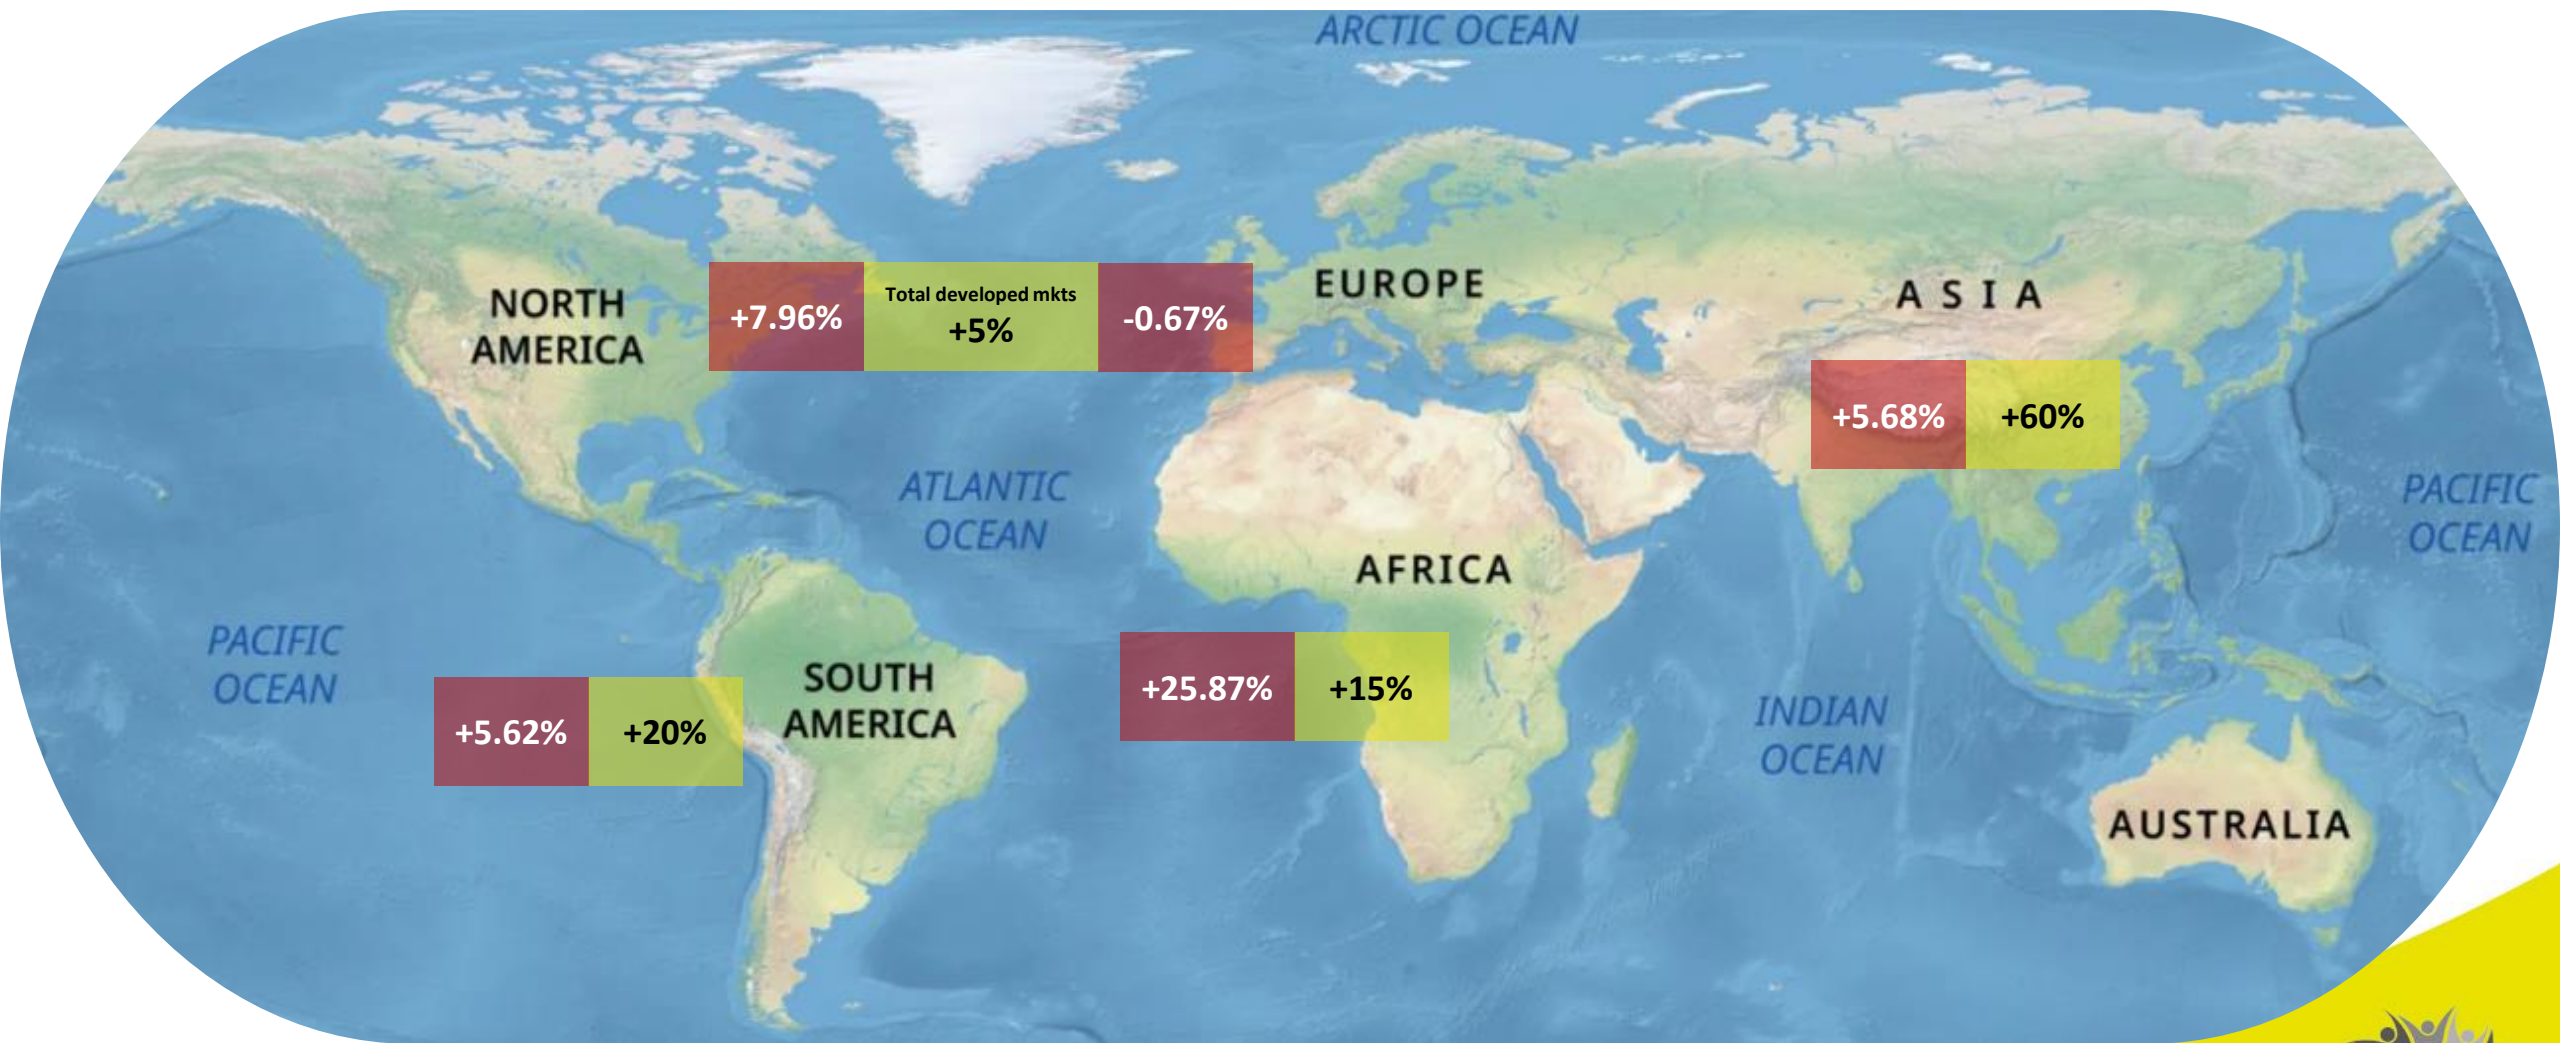 ARCTIC OCEAN
NORTH
AMERICA
+7.96%
Total developed mkts
+5%
-0.67%
EUROPE
ASIA
+5.68%
+60%
ATLANTIC
OCEAN
PACIFIC
OCEAN
AFRICA
PACIFIC
OCEAN
+5.62%
+20%
SOUTH
AMERICA
+25.87%
+15%
INDIAN
OCEAN
AUSTRALIA